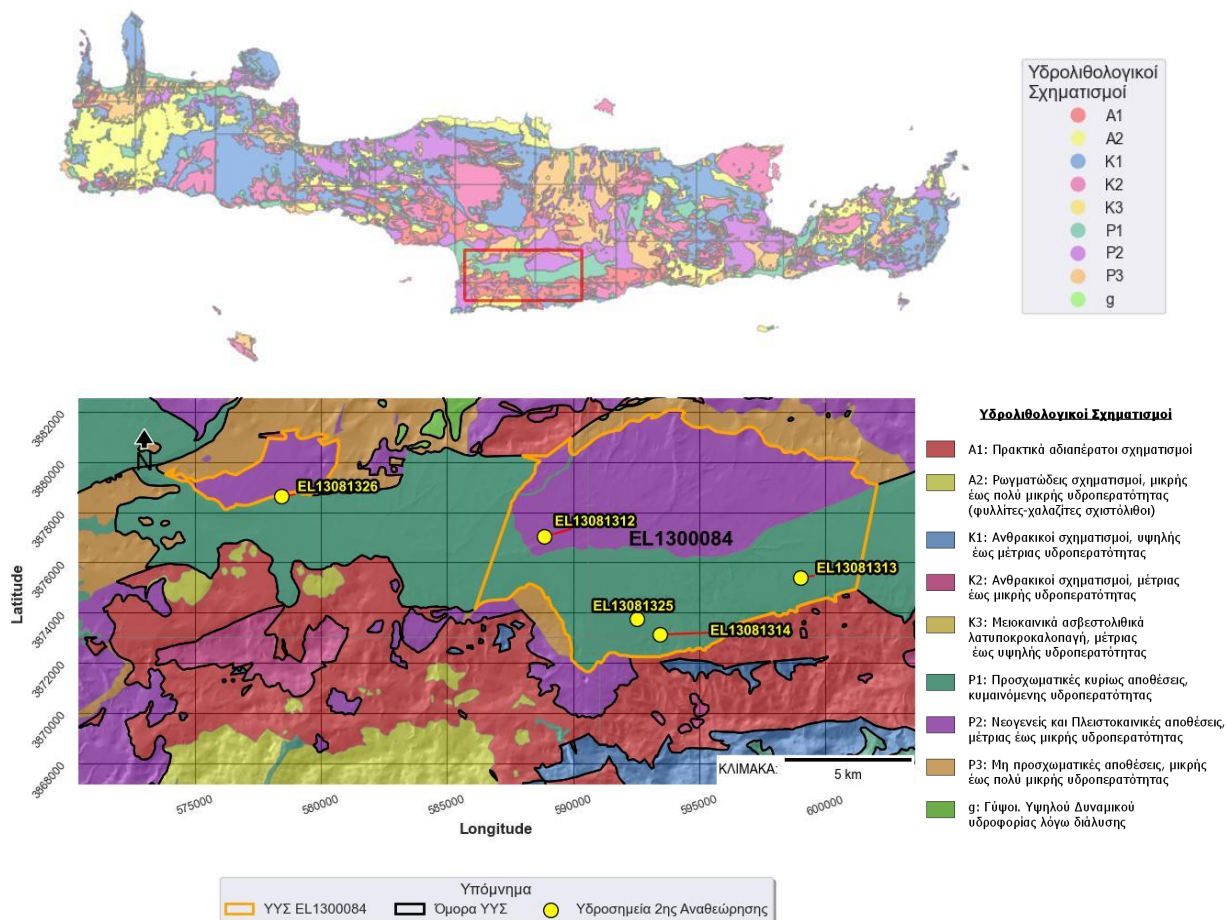 Υδρολιθολογικοί
Σχηματισμοί
A1
A2
K1
K2
K3
P1
P2
P3
g
3882000
3880000
3878000
3876000
3874000
3872000
3870000
3868000
Latitude
N
EL13081326
EL13081312
EL1300084
EL13081313
EL13081325
EL13081314
ΚΛΙΜΑΚΑ:
5 km
575000
580000
585000
590000
595000
600000
Longitude
Υδρολιθολογικοί Σχηματισμοί
A1: Πρακτικά αδιαπέρατοι σχηματισμοί
A2: Ρωγματώδεις σχηματισμοί, μικρής
έως πολύ μικρής υδροπερατότητας
(φυλλίτες-χαλαζίτες σχιστόλιθοι)
K1: Ανθρακικοί σχηματισμοί, υψηλής
έως μέτριας υδροπερατότητας
K2: Ανθρακικοί σχηματισμοί, μέτριας
έως μικρής υδροπερατότητας
K3: Μειοκαινικά ασβεστολιθικά
λατυποκροκαλοπαγή, μέτριας
έως υψηλής υδροπερατότητας
P1: Προσχωματικές κυρίως αποθέσεις,
κυμαινόμενης υδροπερατότητας
P2: Νεογενείς και Πλειστοκαινικές αποθέσεις,
μέτριας έως μικρής υδροπερατότητας
P3: Μη προσχωματικές αποθέσεις, μικρής
έως πολύ μικρής υδροπερατότητας
g: Γύψοι. Υψηλού Δυναμικού
υδροφορίας λόγω διάλυσης
Υπόμνημα
ΥΥΣ EL1300084
Όμορα ΥΥΣ
Υδροσημεία 2ης Αναθεώρησης